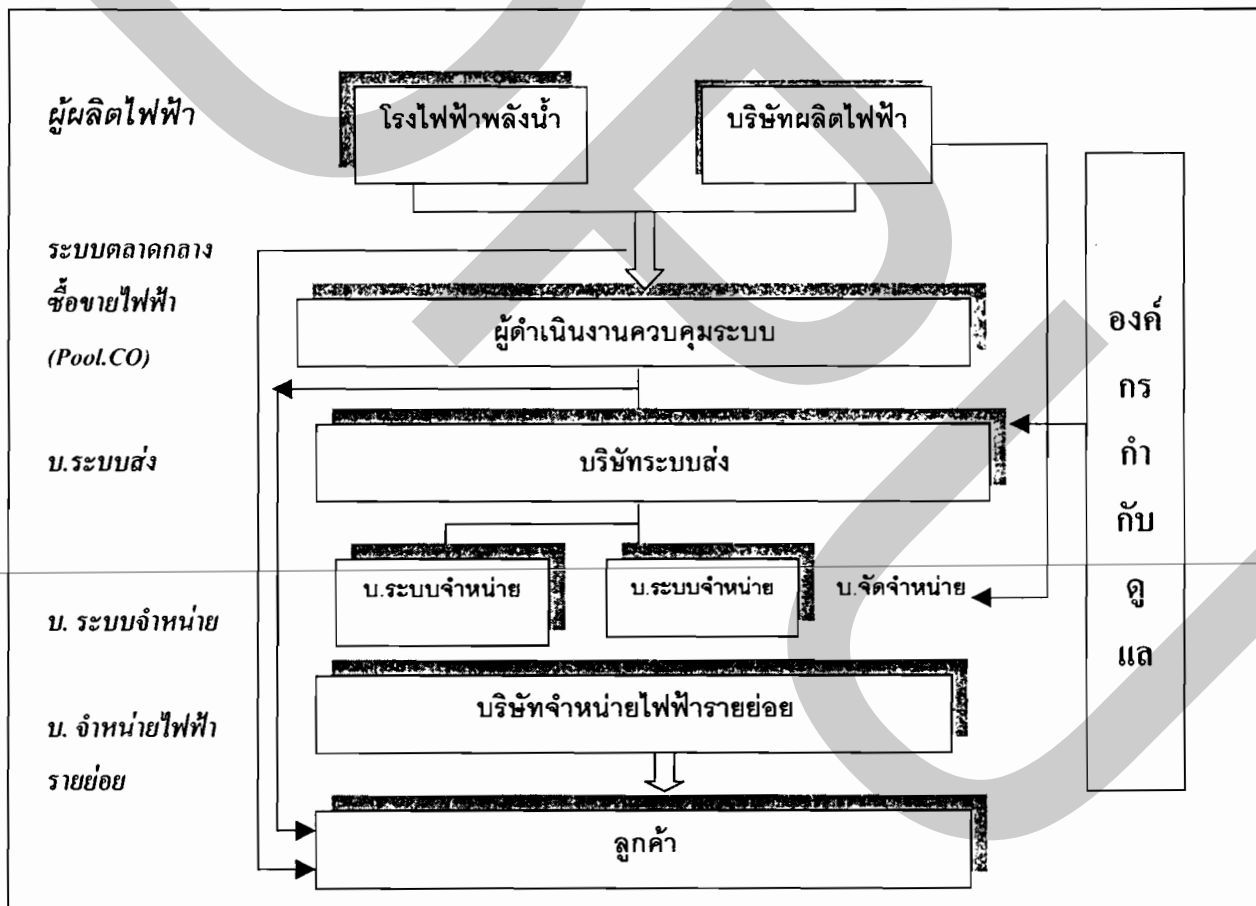 ผู้ผลิตไฟฟ้า
โรงไฟฟ้าพลังน้ำ
บริษัทผลิตไฟฟ้า
ระบบตลาดกลาง
ซื้อขายไฟฟ้า
(Pool.CO)
ผู้ดำเนินงานควบคุมระบบ
บ.ระบบส่ง
บริษัทระบบส่ง
บ. ระบบจำหน่าย
บ.ระบบจำหน่าย
บ.ระบบจำหน่าย
บ.จัดจำหน่าย
บ. จำหน่ายไฟฟ้า
รายย่อย
บริษัทจำหน่ายไฟฟ้ารายย่อย
ลูกค้า
องค์
กร
กำ
กับ
ดู
แล